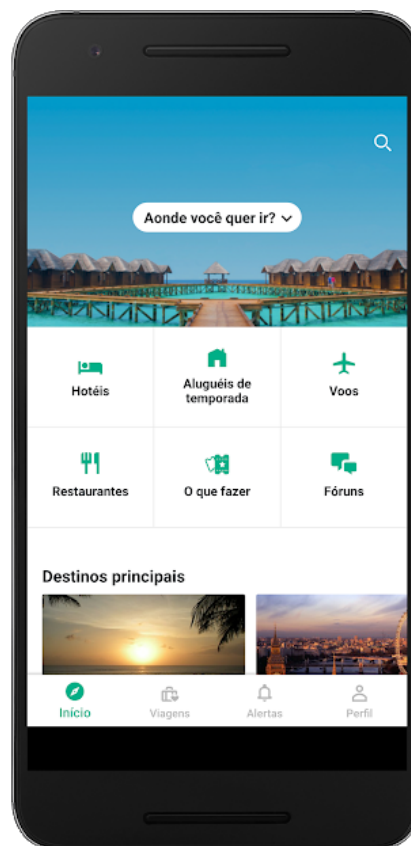 Aonde você quer ir?
Hotéis
Aluguéis de
temporada
Voos
Restaurantes
O que fazer
Fóruns
Destinos principais
Início
Viagens
Alertas
Perfil